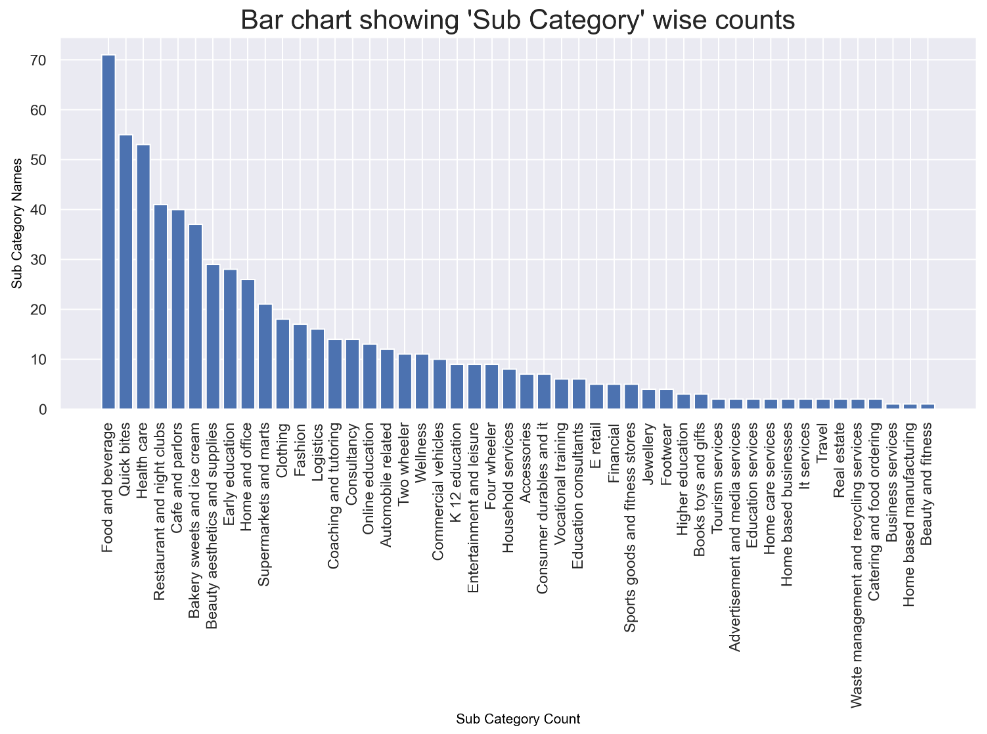 Bar chart showing 'Sub Category' wise counts
Sub Category Names
70
60
50
40
30
20
10
0
Food and beverage
Quick bites
Health care
Restaurant and night clubs
Cafe and parlors
Bakery sweets and ice cream
Beauty aesthetics and supplies
Early education
Home and office
Supermarkets and marts
Clothing
Fashion
Logistics
Coaching and tutoring
Consultancy
Online education
Automobile related
Two wheeler
Wellness
Commercial vehicles
K 12 education
Entertainment and leisure
Four wheeler
Household services
Accessories
Consumer durables and it
Vocational training
Education consultants
E retail
Financial
Sports goods and fitness stores
Jewellery
Footwear
Higher education
Books toys and gifts
Tourism services
Advertisement and media services
Education services
Home care services
Home based businesses
It services
Travel
Real estate
Waste management and recycling services
Catering and food ordering
Business services
Home based manufacturing
Beauty and fitness
Sub Category Count